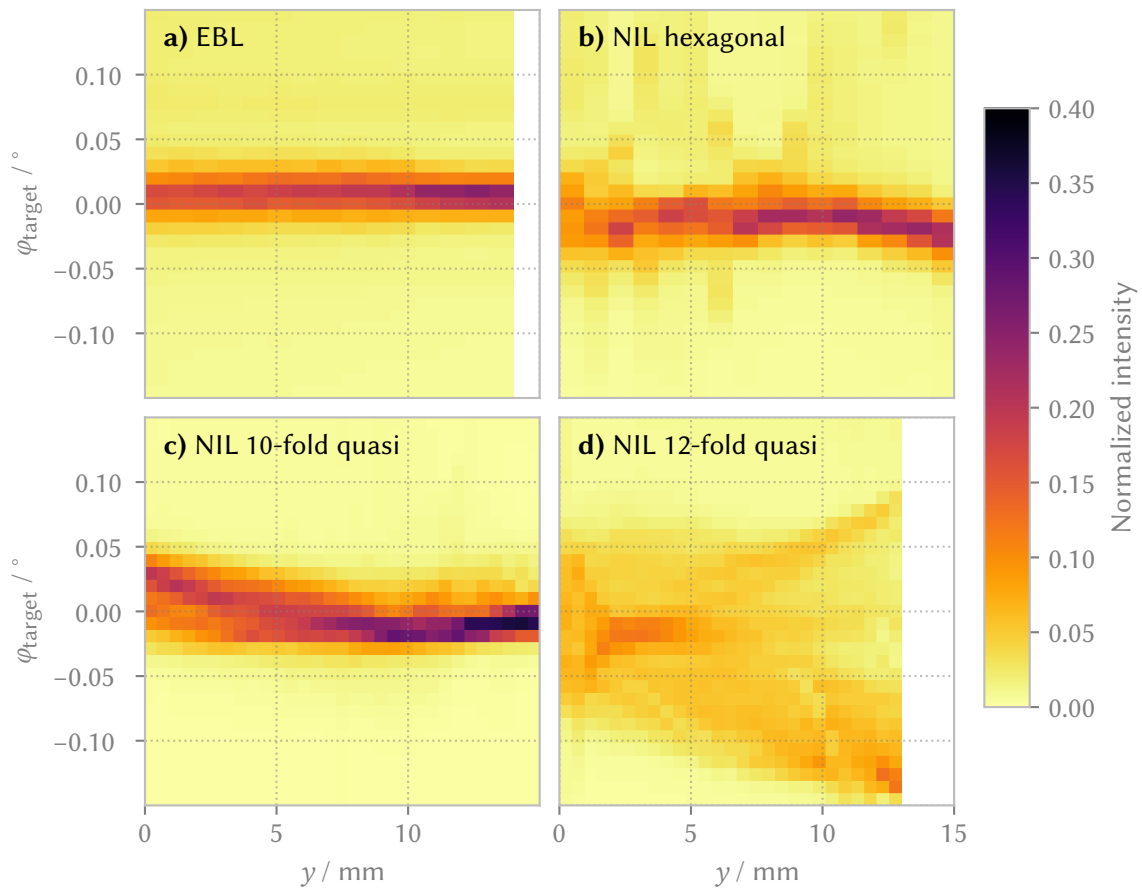 a) EBL
b) NIL hexagonal
0.10
0.05
0.00
−0.05
−0.10
φtarget / °
c) NIL 10-fold quasi
d) NIL 12-fold quasi
0.10
0.05
0.00
−0.05
−0.10
φtarget / °
0
5
10
0
5
10
15
y / mm
y / mm
0.40
0.35
0.30
0.25
0.20
0.15
0.10
0.05
0.00
Normalized intensity